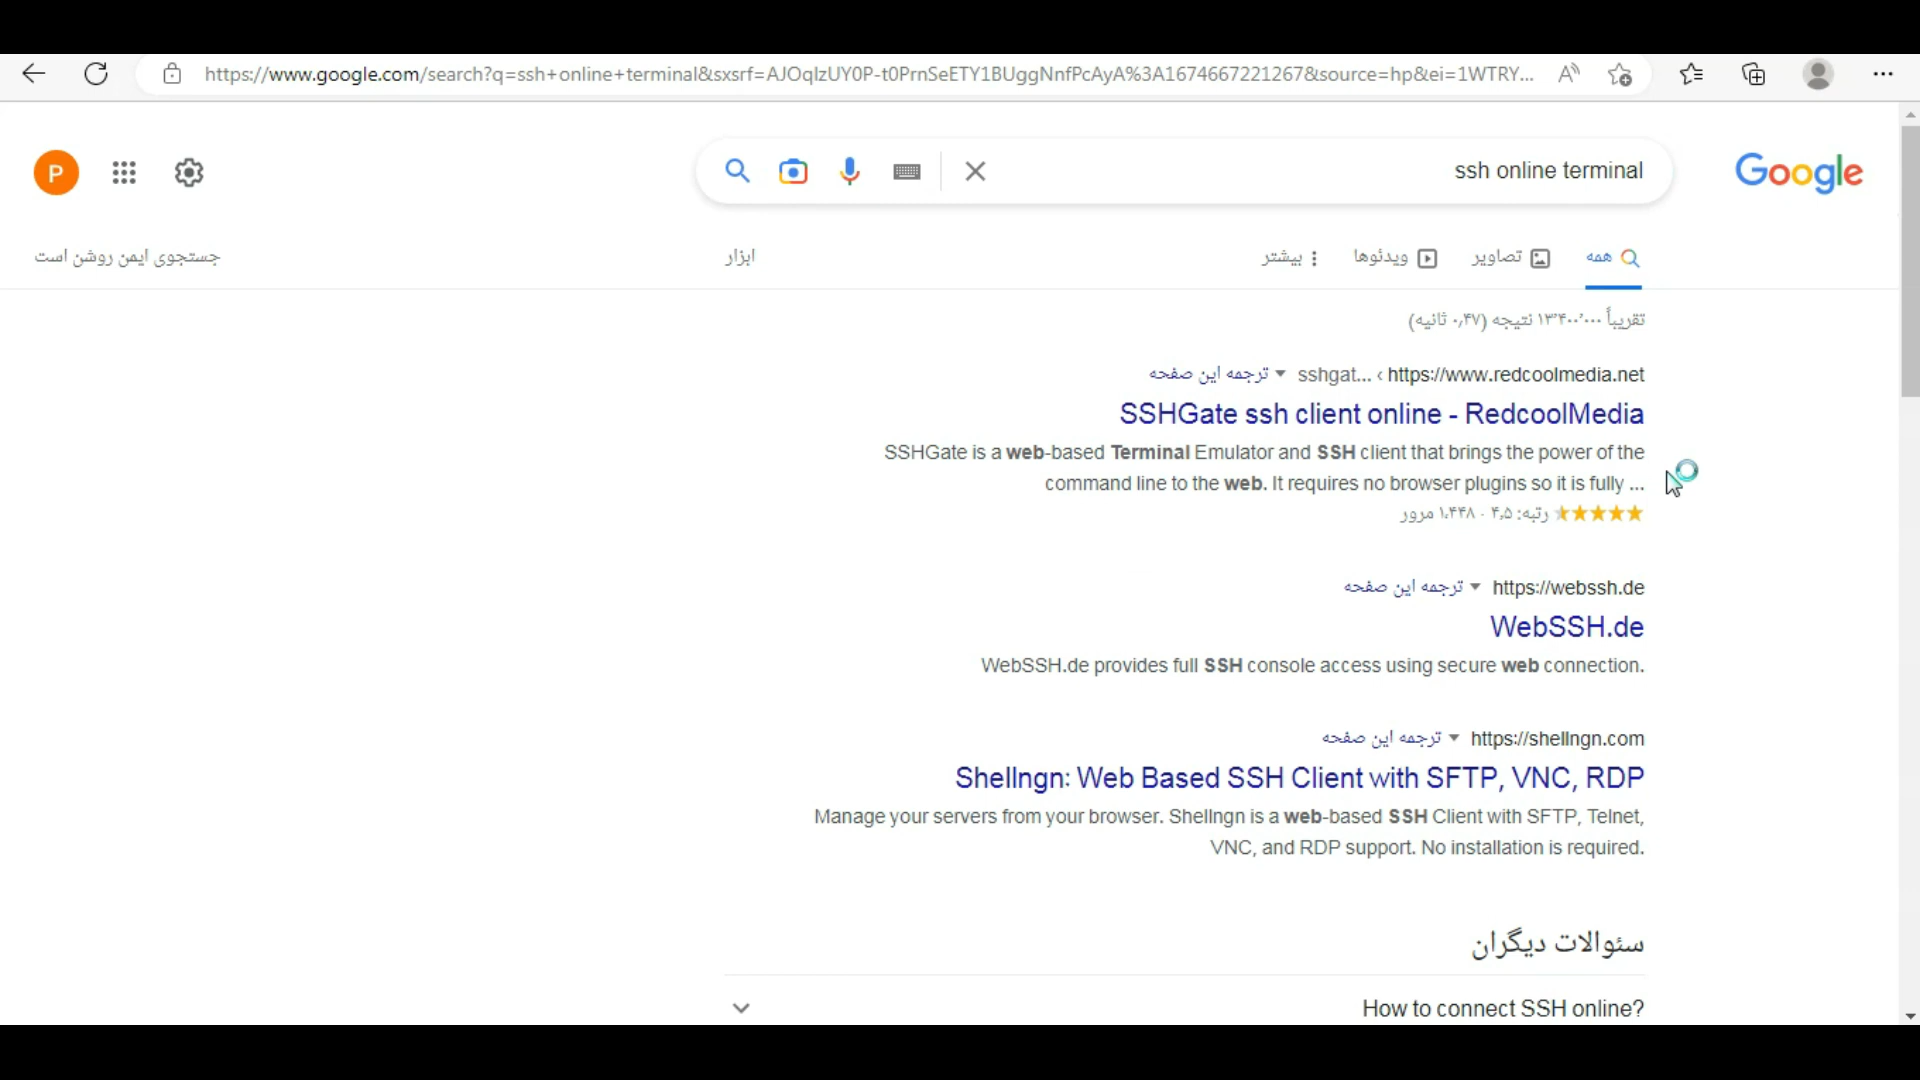 https://www.google.com/search?q=ssh+online+terminal&sxsrf=AJOqlzUY0P-t0PrnSeETY1BUggNnfPcAyA%3A1674667221267&source=hp&ei=1WTRY...
P
ssh online terminal
Google
همه
تصاویر
ویدئوها
بیشتر
ابزار
جستجوی ایمن روشن است
تقریباً ۱۳٬۴۰۰٬۰۰۰ نتیجه (۰٫۴۷ ثانیه)
https://www.redcoolmedia.net › sshgat... ترجمه این صفحه
SSHGate ssh client online - RedcoolMedia
SSHGate is a web-based Terminal Emulator and SSH client that brings the power of the
command line to the web. It requires no browser plugins so it is fully ...
رتبه: ۴٫۵ · ۱٬۴۴۸ مرور
https://webssh.de ترجمه این صفحه
WebSSH.de
WebSSH.de provides full SSH console access using secure web connection.
https://shellngn.com ترجمه این صفحه
Shellngn: Web Based SSH Client with SFTP, VNC, RDP
Manage your servers from your browser. Shellngn is a web-based SSH Client with SFTP, Telnet,
VNC, and RDP support. No installation is required.
سئوالات دیگران
How to connect SSH online?